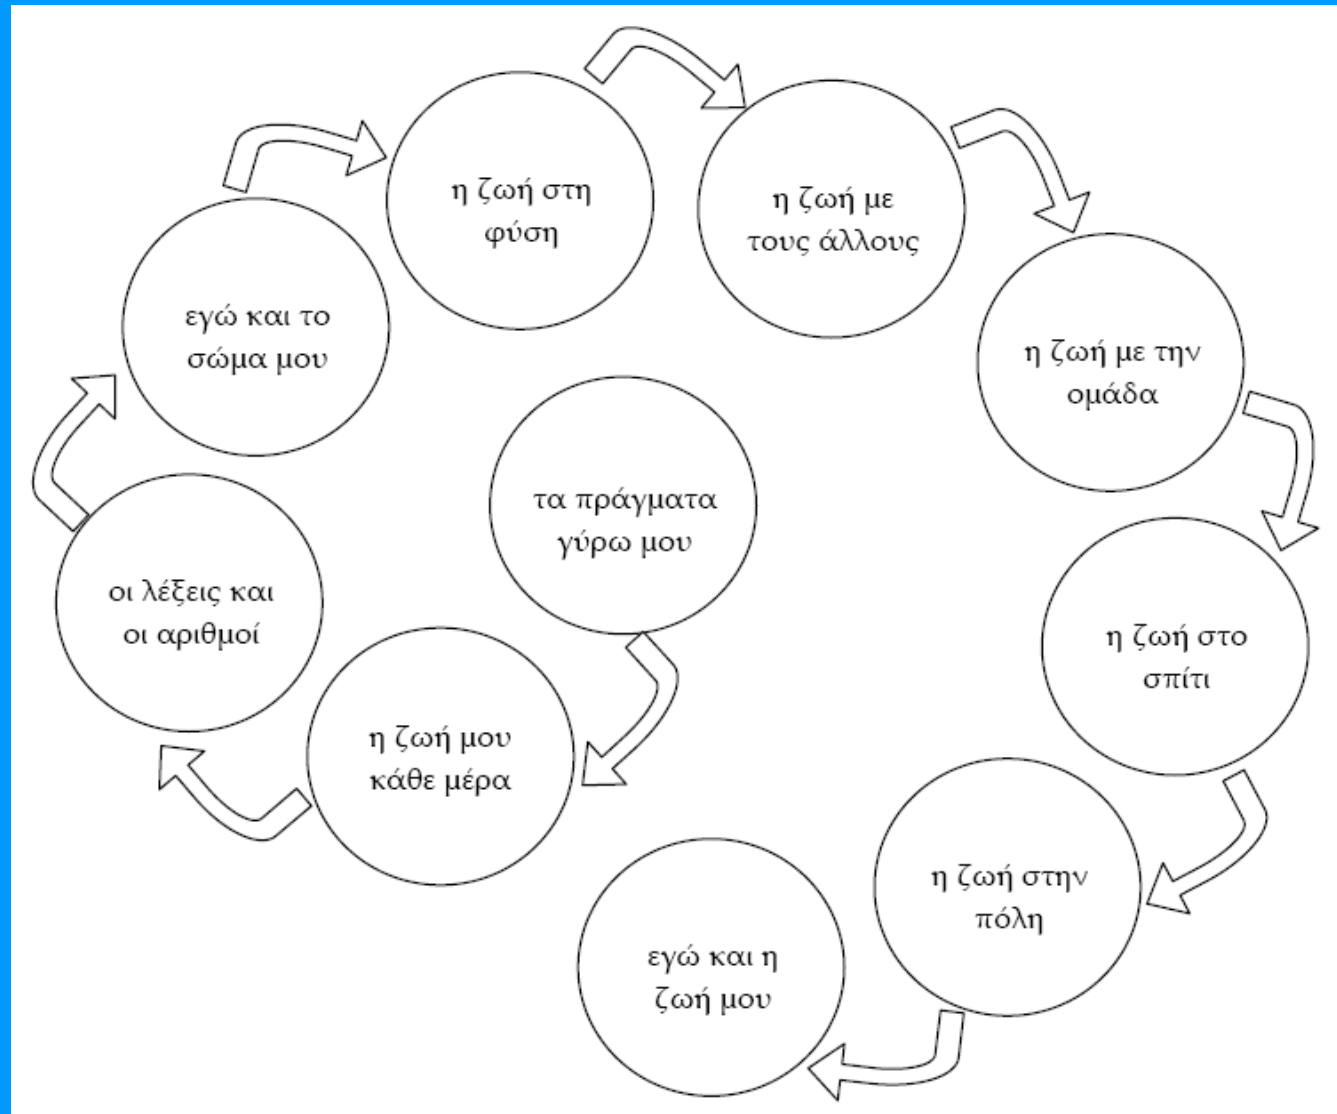 τα πράγματα
γύρω μου
η ζωή μου
κάθε μέρα
οι λέξεις και
οι αριθμοί
εγώ και το
σώμα μου
η ζωή στη
φύση
η ζωή με
τους άλλους
η ζωή με την
ομάδα
η ζωή στο
σπίτι
η ζωή στην
πόλη
εγώ και η
ζωή μου